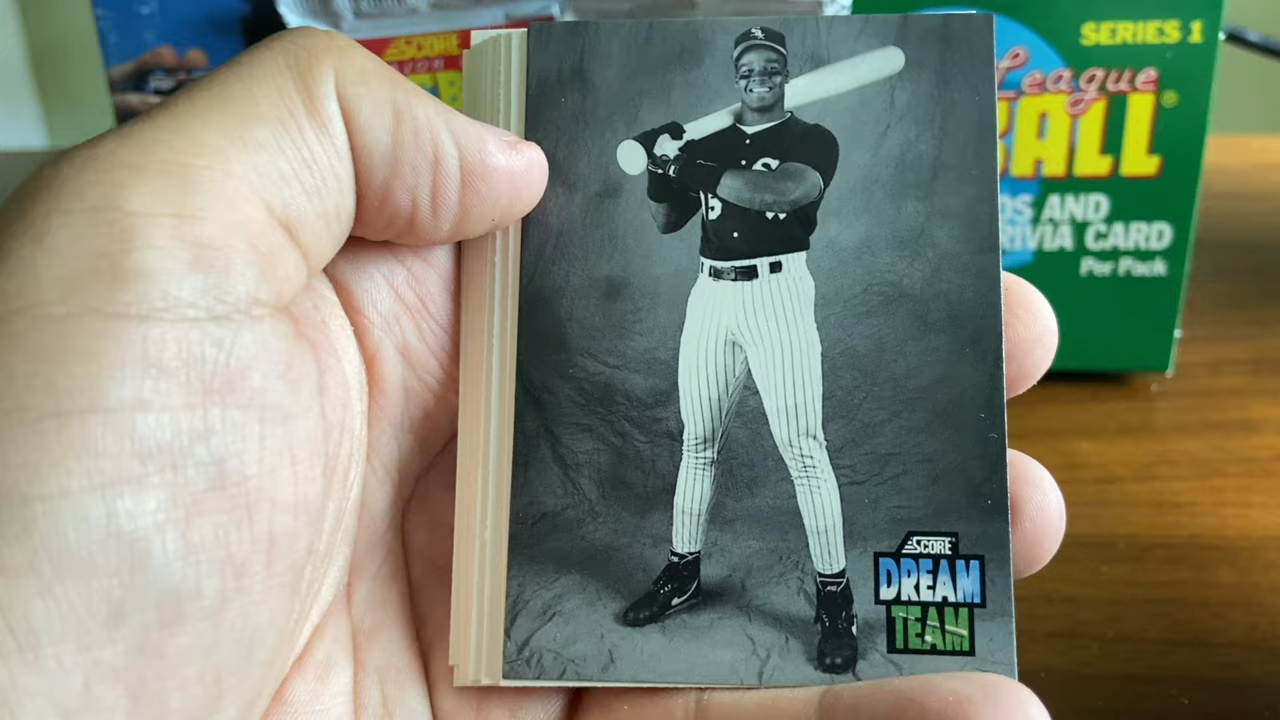 SCORE
SERIES 1
League
BALL
DS AND
RIVIA CARD
Per Pack
SCORE
DREAM
TEAM